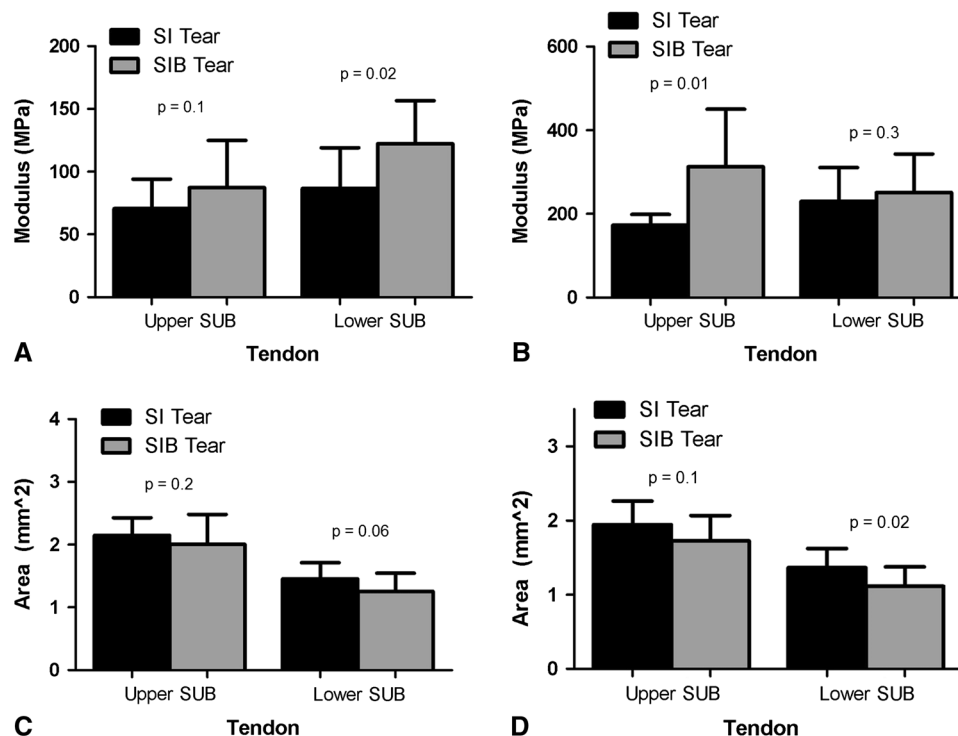 SI Tear
SIB Tear
200
150
100
50
0
Modulus (MPa)
p = 0.1
p = 0.02
Upper SUB
Lower SUB
Tendon
A
SI Tear
SIB Tear
600
400
200
0
Modulus (MPa)
p = 0.01
p = 0.3
Upper SUB
Lower SUB
Tendon
B
SI Tear
SIB Tear
4
3
2
1
0
Area (mm^2)
p = 0.2
p = 0.06
Upper SUB
Lower SUB
Tendon
C
SI Tear
SIB Tear
3
2
1
0
Area (mm^2)
p = 0.1
p = 0.02
Upper SUB
Lower SUB
Tendon
D